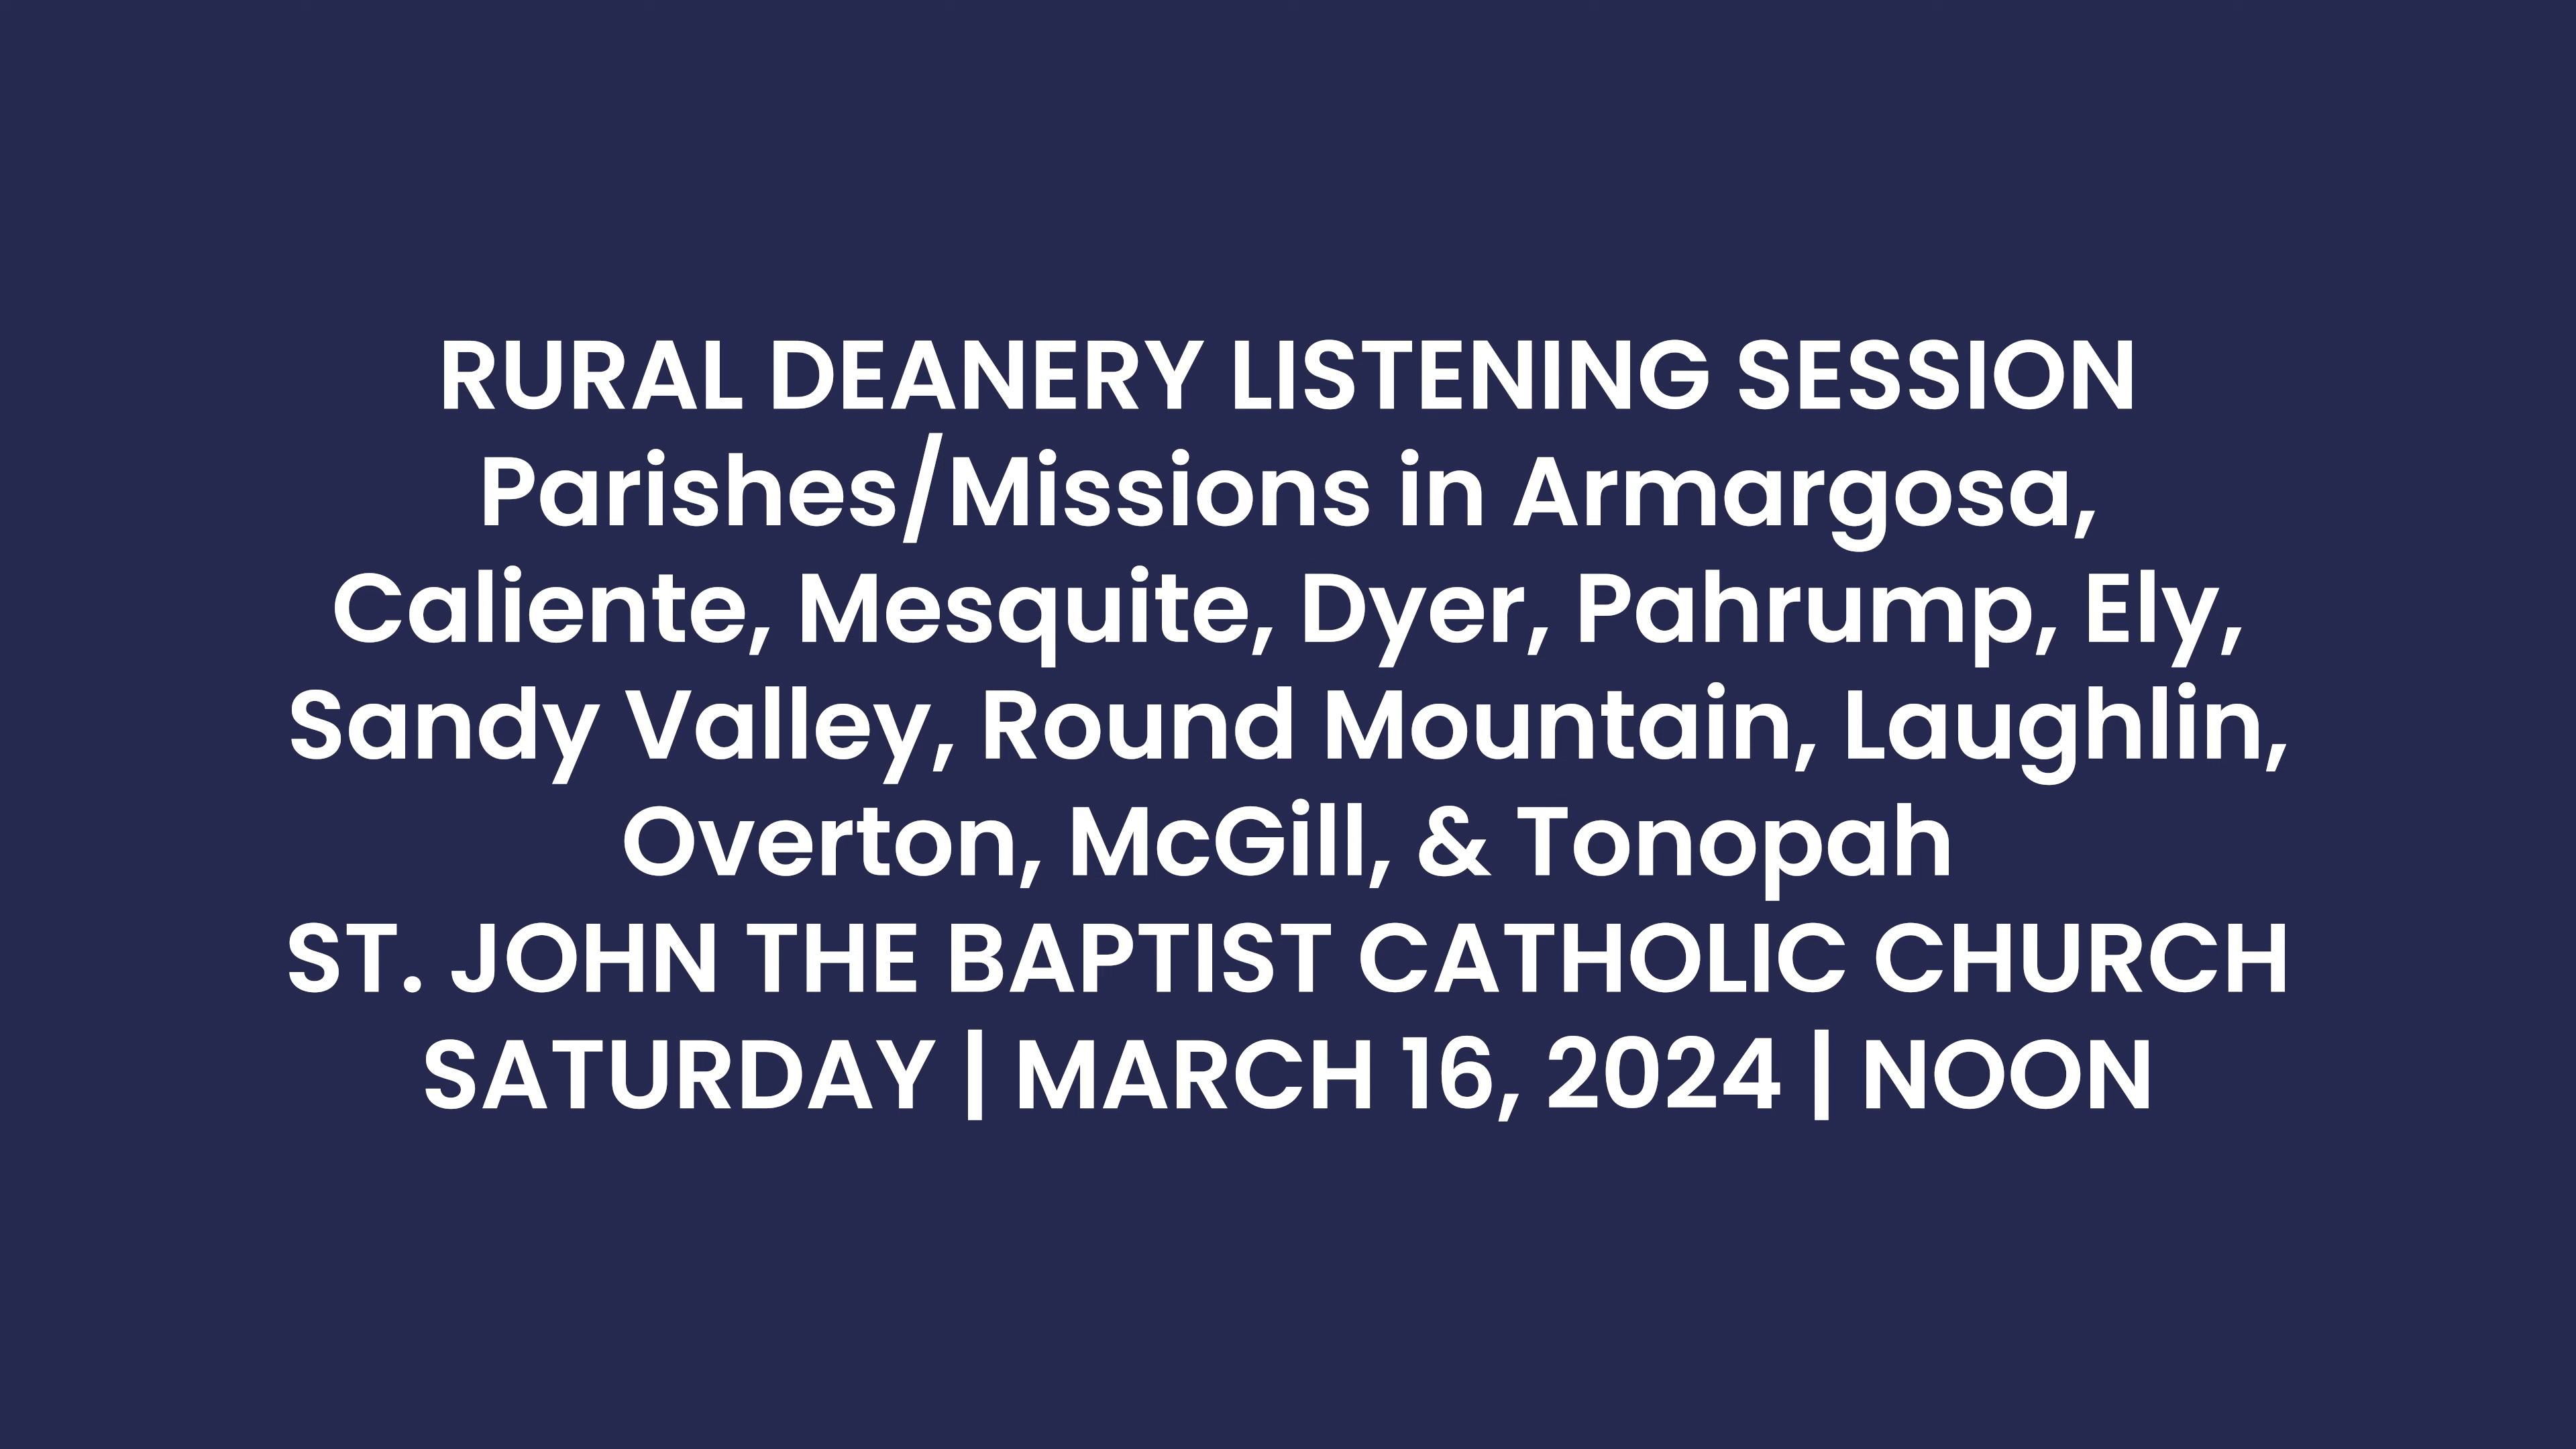 RURAL DEANERY LISTENING SESSION
Parishes/Missions in Armargosa,
Caliente, Mesquite, Dyer, Pahrump, Ely,
Sandy Valley, Round Mountain, Laughlin,
Overton, McGill, & Tonopah
ST. JOHN THE BAPTIST CATHOLIC CHURCH
SATURDAY | MARCH 16, 2024 | NOON